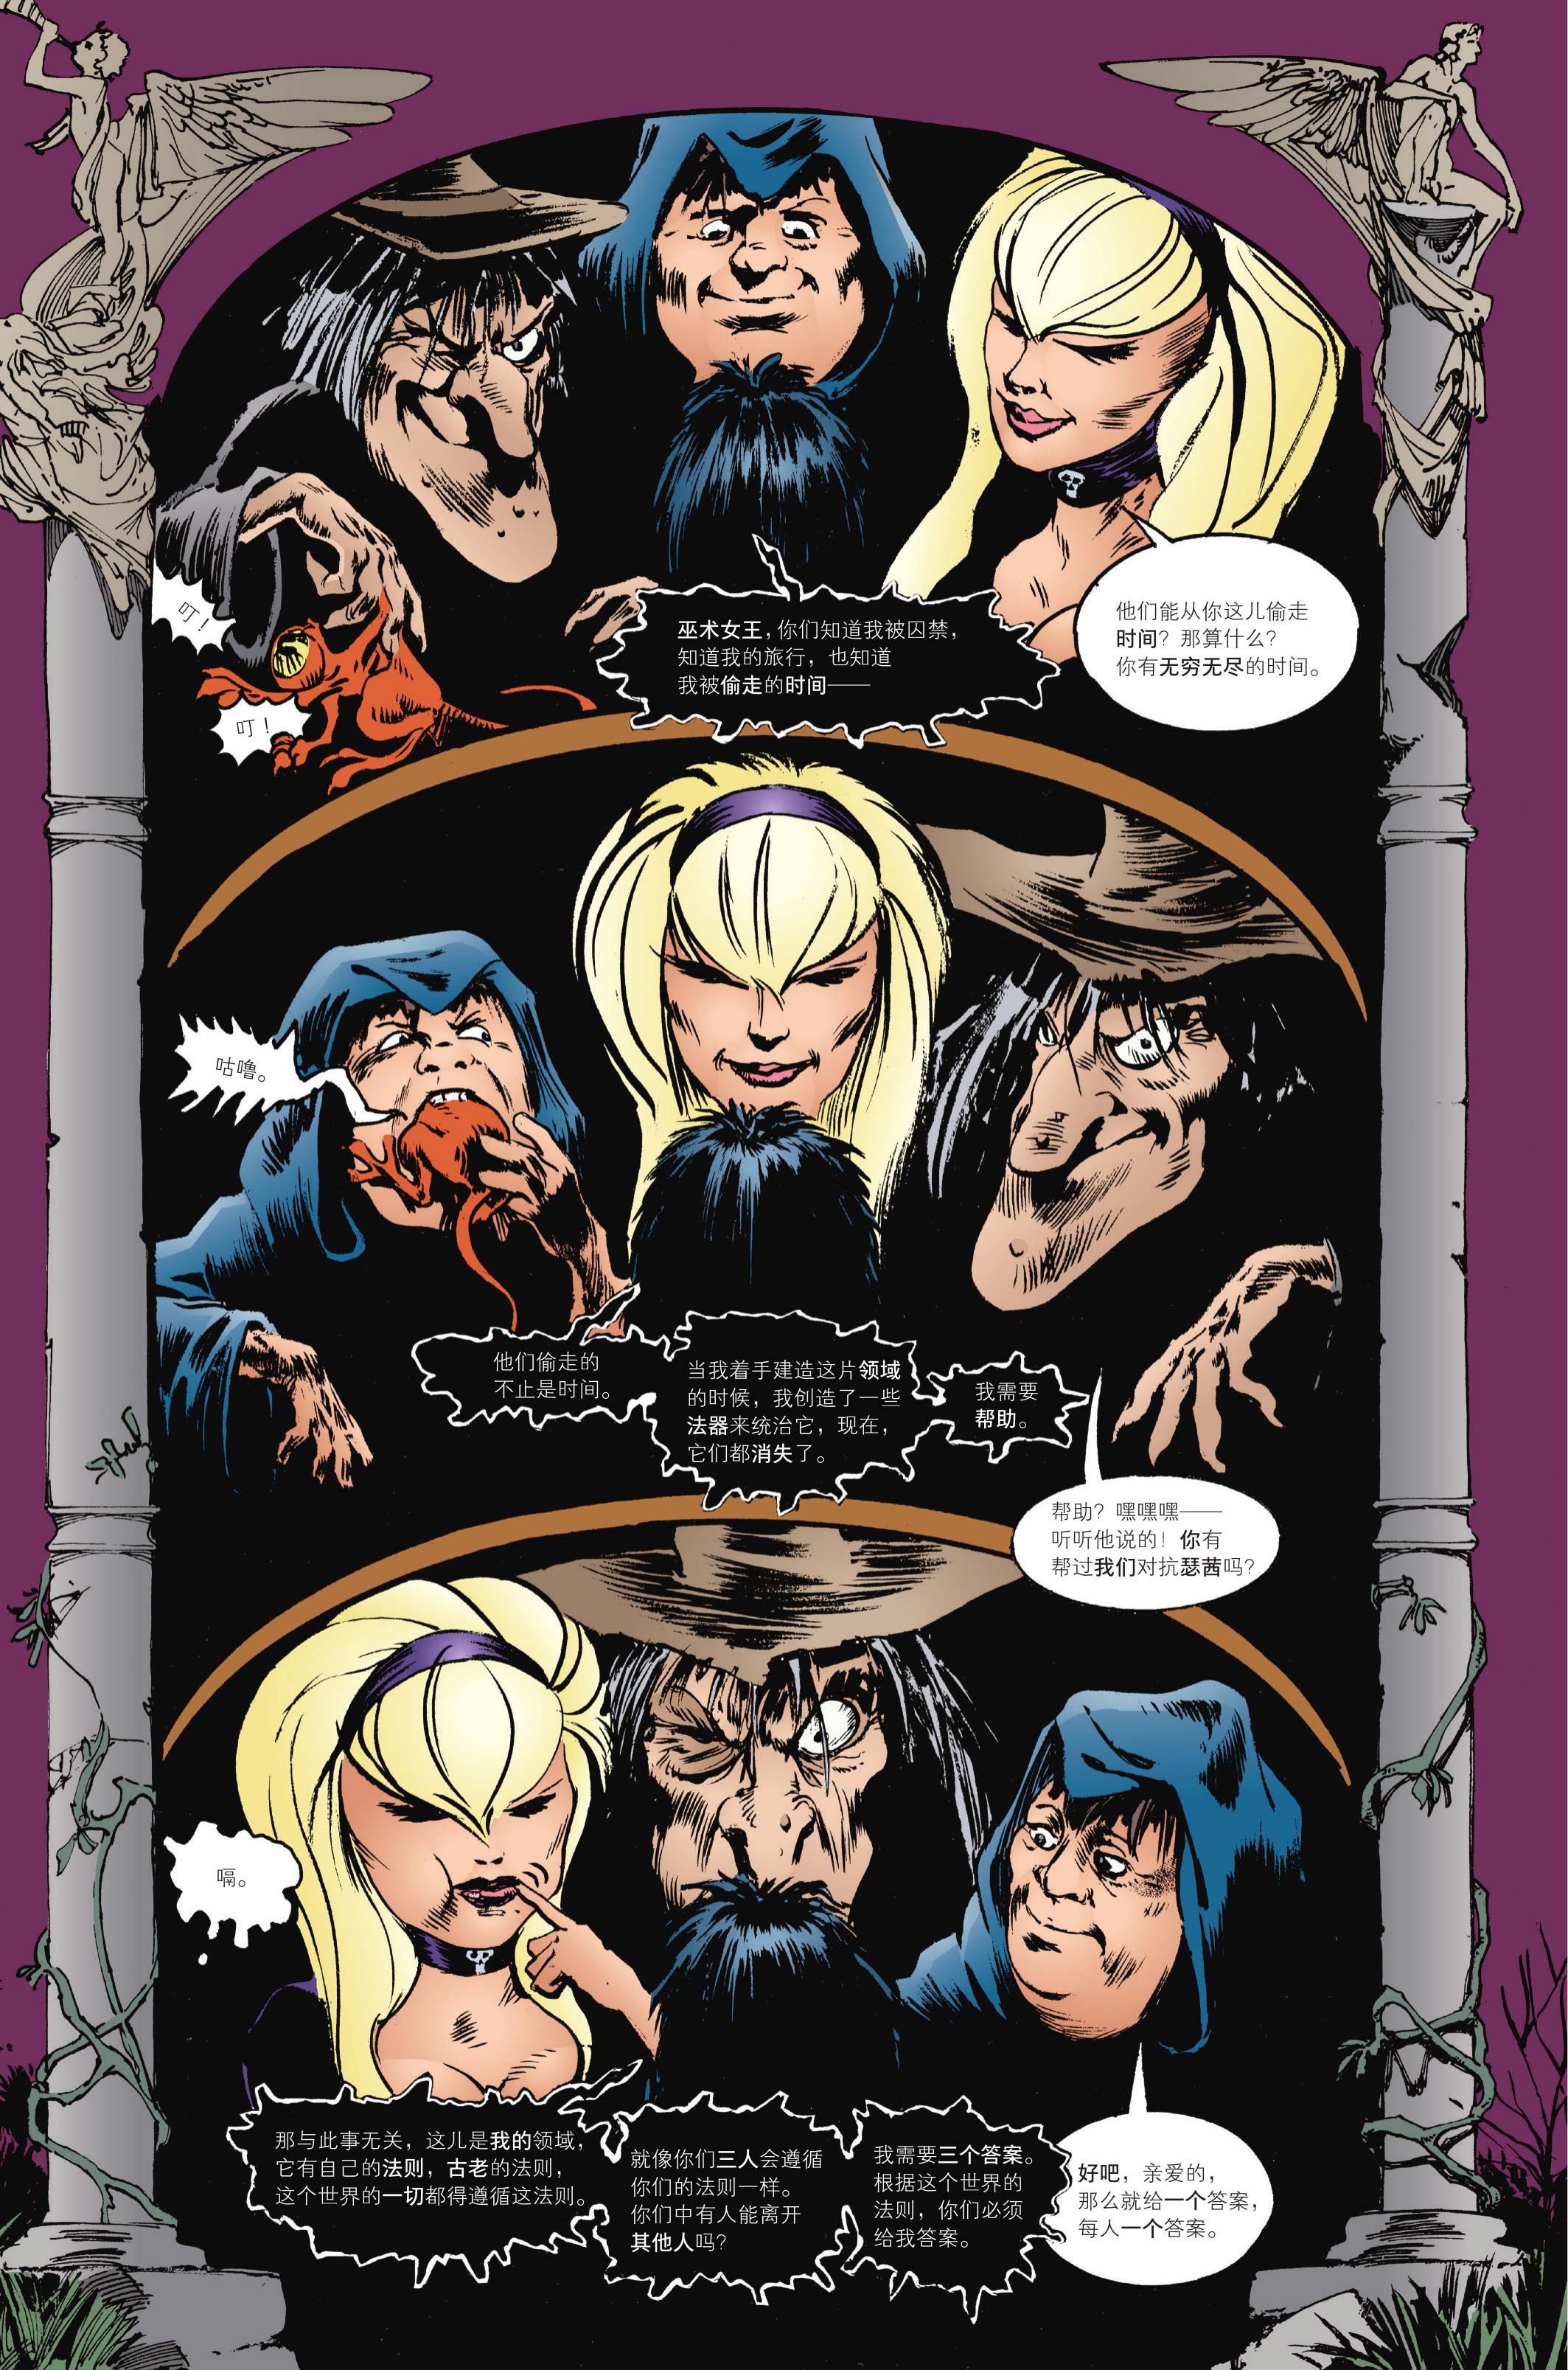 叮！
叮！
巫术女王，你们知道我被囚禁，
知道我的旅行，也知道
我被偷走的时间——
他们能从你这儿偷走
时间？那算什么？
你有无穷无尽的时间。
咕噜。
他们偷走的
不止是时间。
当我着手建造这片领域
的时候，我创造了一些
法器来统治它，现在，
它们都消失了。
我需要
帮助。
帮助？嘿嘿嘿——
听听他说的！你有
帮过我们对抗瑟茜吗？
嗝。
那与此事无关，这儿是我的领域，
它有自己的法则，古老的法则，
这个世界的一切都得遵循这法则。
就像你们三人会遵循
你们的法则一样。
你们中有人能离开
其他人吗？
我需要三个答案。
根据这个世界的
法则，你们必须
给我答案。
好吧，亲爱的，
那么就给一个答案，
每人一个答案。